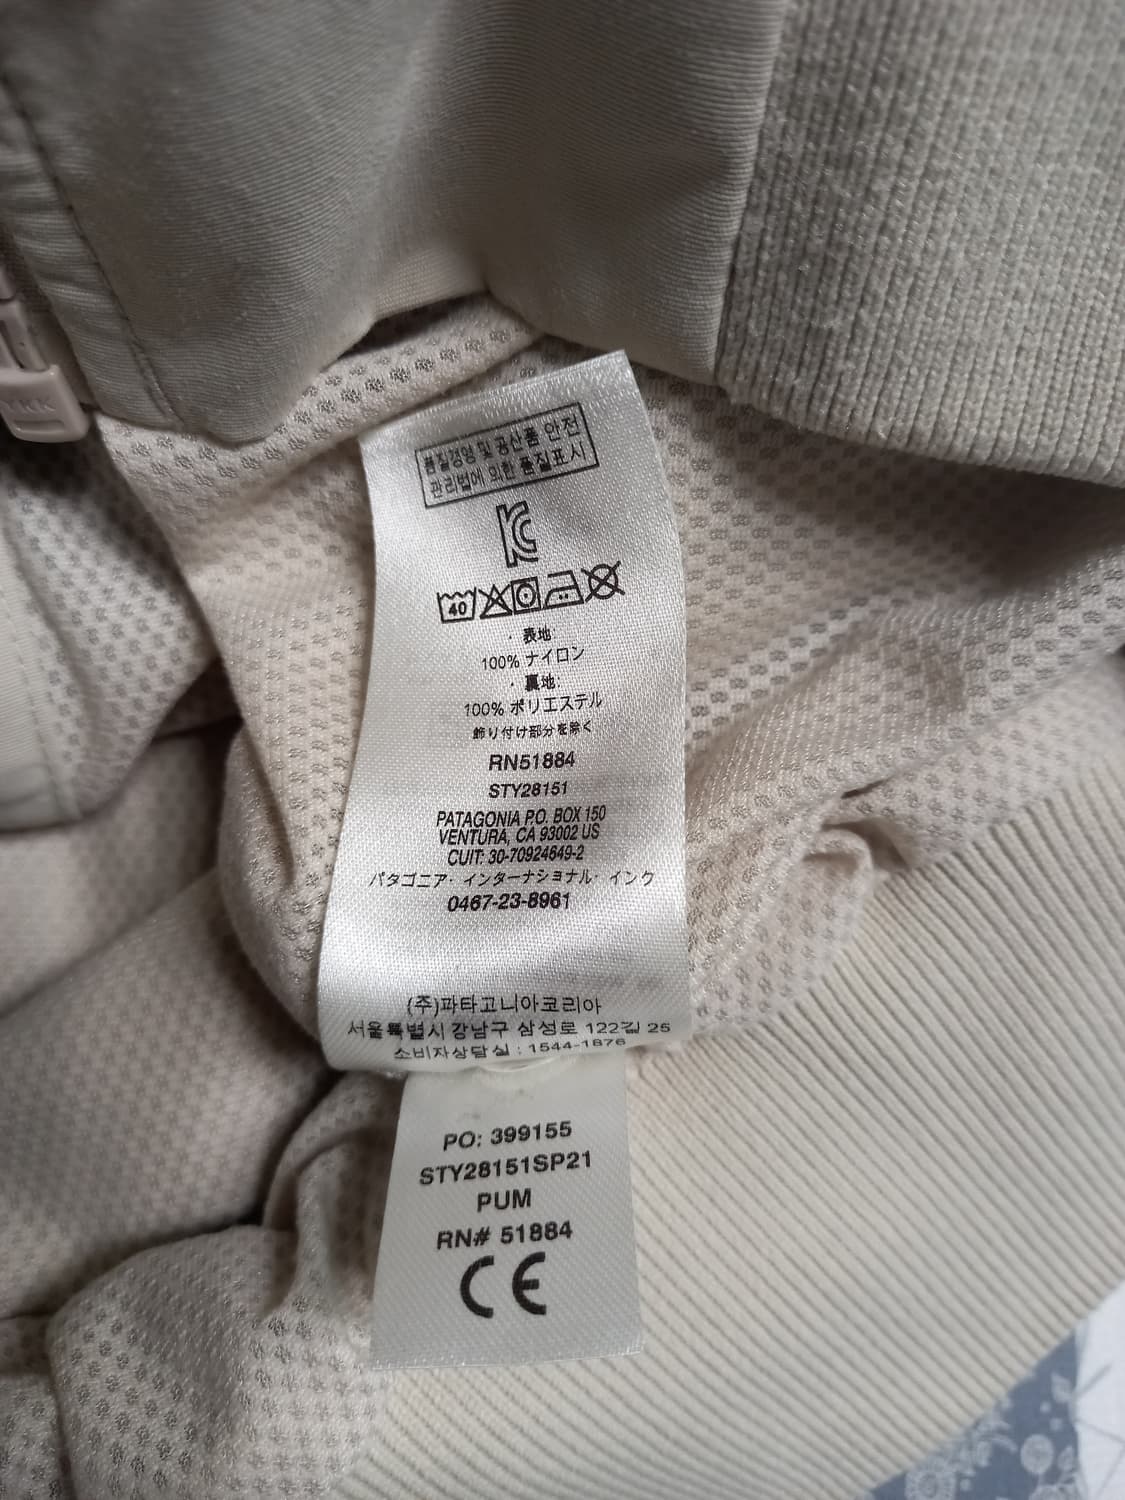 YKK
품질경영 및 공산품 안전
관리법에 의한 품질표시
40
・ 表地
100% ナイロン
・ 裏地
100% ポリエステル
飾り付け部分を除く
RN51884
STY28151
PATAGONIA P.O. BOX 150
VENTURA, CA 93002 US
CUIT: 30-70924649-2
パタゴニア・インターナショナル・インク
0467-23-8961
(주)파타고니아코리아
서울특별시 강남구 삼성로 122길 25
소비자상담실 : 1544-1876
PO: 399155
STY28151SP21
PUM
RN# 51884
CE